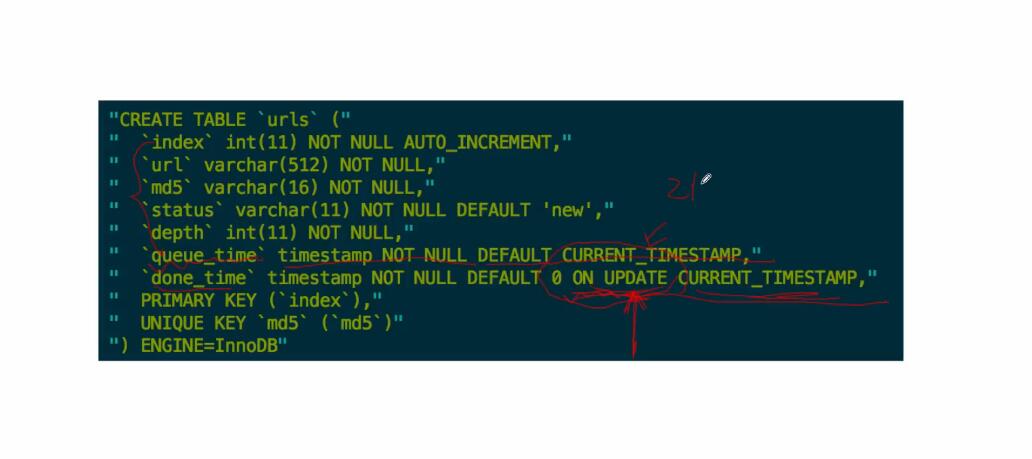 "CREATE TABLE `urls` ("
"  `index` int(11) NOT NULL AUTO_INCREMENT,"
"  `url` varchar(512) NOT NULL,"
"  `md5` varchar(16) NOT NULL,"
"  `status` varchar(11) NOT NULL DEFAULT 'new',"
"  `depth` int(11) NOT NULL,"
"  `queue_time` timestamp NOT NULL DEFAULT CURRENT_TIMESTAMP,"
"  `done_time` timestamp NOT NULL DEFAULT 0 ON UPDATE CURRENT_TIMESTAMP,"
"  PRIMARY KEY (`index`),"
"  UNIQUE KEY `md5` (`md5`)"
") ENGINE=InnoDB"